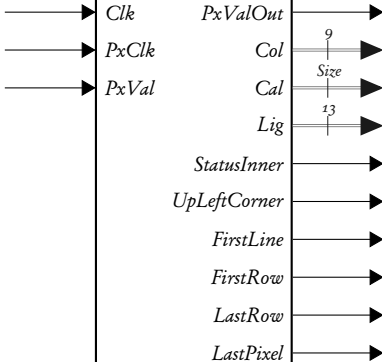 Clk PxValOut
PxClk Col 9
PxVal Cal Size
Lig 13
StatusInner
UpLeftCorner
FirstLine
FirstRow
LastRow
LastPixel